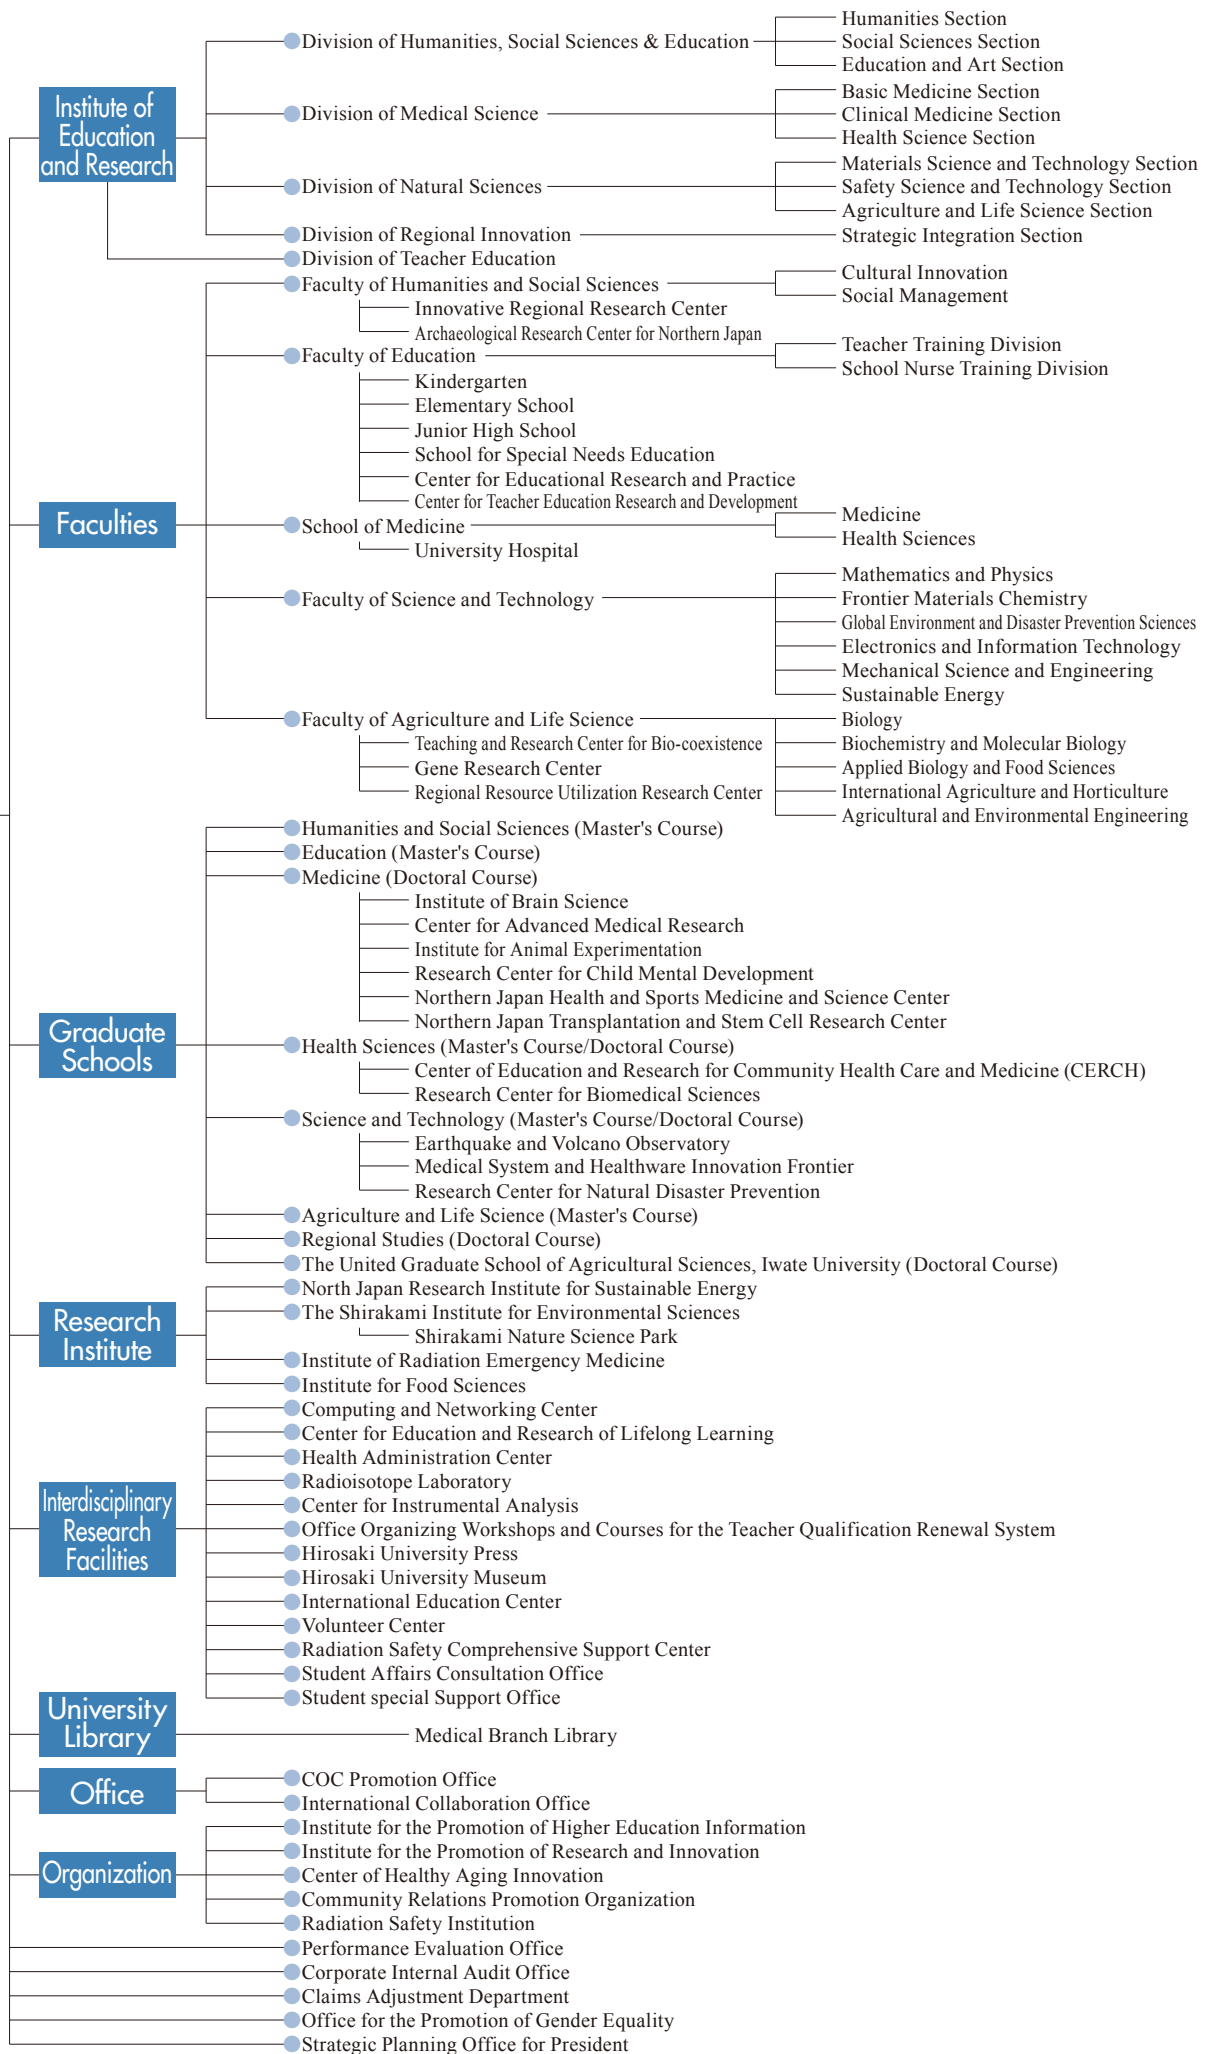 Institute of
Education
and Research
Division of Humanities, Social Sciences & Education
Humanities Section
Social Sciences Section
Education and Art Section
Division of Medical Science
Basic Medicine Section
Clinical Medicine Section
Health Science Section
Division of Natural Sciences
Materials Science and Technology Section
Safety Science and Technology Section
Agriculture and Life Science Section
Division of Regional Innovation
Strategic Integration Section
Division of Teacher Education
Faculties
Faculty of Humanities and Social Sciences
Cultural Innovation
Social Management
Innovative Regional Research Center
Archaeological Research Center for Northern Japan
Faculty of Education
Teacher Training Division
School Nurse Training Division
Kindergarten
Elementary School
Junior High School
School for Special Needs Education
Center for Educational Research and Practice
Center for Teacher Education Research and Development
School of Medicine
Medicine
Health Sciences
University Hospital
Faculty of Science and Technology
Mathematics and Physics
Frontier Materials Chemistry
Global Environment and Disaster Prevention Sciences
Electronics and Information Technology
Mechanical Science and Engineering
Sustainable Energy
Faculty of Agriculture and Life Science
Biology
Biochemistry and Molecular Biology
Applied Biology and Food Sciences
International Agriculture and Horticulture
Agricultural and Environmental Engineering
Teaching and Research Center for Bio-coexistence
Gene Research Center
Regional Resource Utilization Research Center
Graduate
Schools
Humanities and Social Sciences (Master's Course)
Education (Master's Course)
Medicine (Doctoral Course)
Institute of Brain Science
Center for Advanced Medical Research
Institute for Animal Experimentation
Research Center for Child Mental Development
Northern Japan Health and Sports Medicine and Science Center
Northern Japan Transplantation and Stem Cell Research Center
Health Sciences (Master's Course/Doctoral Course)
Center of Education and Research for Community Health Care and Medicine (CERCH)
Research Center for Biomedical Sciences
Science and Technology (Master's Course/Doctoral Course)
Earthquake and Volcano Observatory
Medical System and Healthware Innovation Frontier
Research Center for Natural Disaster Prevention
Agriculture and Life Science (Master's Course)
Regional Studies (Doctoral Course)
The United Graduate School of Agricultural Sciences, Iwate University (Doctoral Course)
Research
Institute
North Japan Research Institute for Sustainable Energy
The Shirakami Institute for Environmental Sciences
Shirakami Nature Science Park
Institute of Radiation Emergency Medicine
Institute for Food Sciences
Interdisciplinary
Research
Facilities
Computing and Networking Center
Center for Education and Research of Lifelong Learning
Health Administration Center
Radioisotope Laboratory
Center for Instrumental Analysis
Office Organizing Workshops and Courses for the Teacher Qualification Renewal System
Hirosaki University Press
Hirosaki University Museum
International Education Center
Volunteer Center
Radiation Safety Comprehensive Support Center
Student Affairs Consultation Office
Student special Support Office
University
Library
Medical Branch Library
Office
COC Promotion Office
International Collaboration Office
Organization
Institute for the Promotion of Higher Education Information
Institute for the Promotion of Research and Innovation
Center of Healthy Aging Innovation
Community Relations Promotion Organization
Radiation Safety Institution
Performance Evaluation Office
Corporate Internal Audit Office
Claims Adjustment Department
Office for the Promotion of Gender Equality
Strategic Planning Office for President